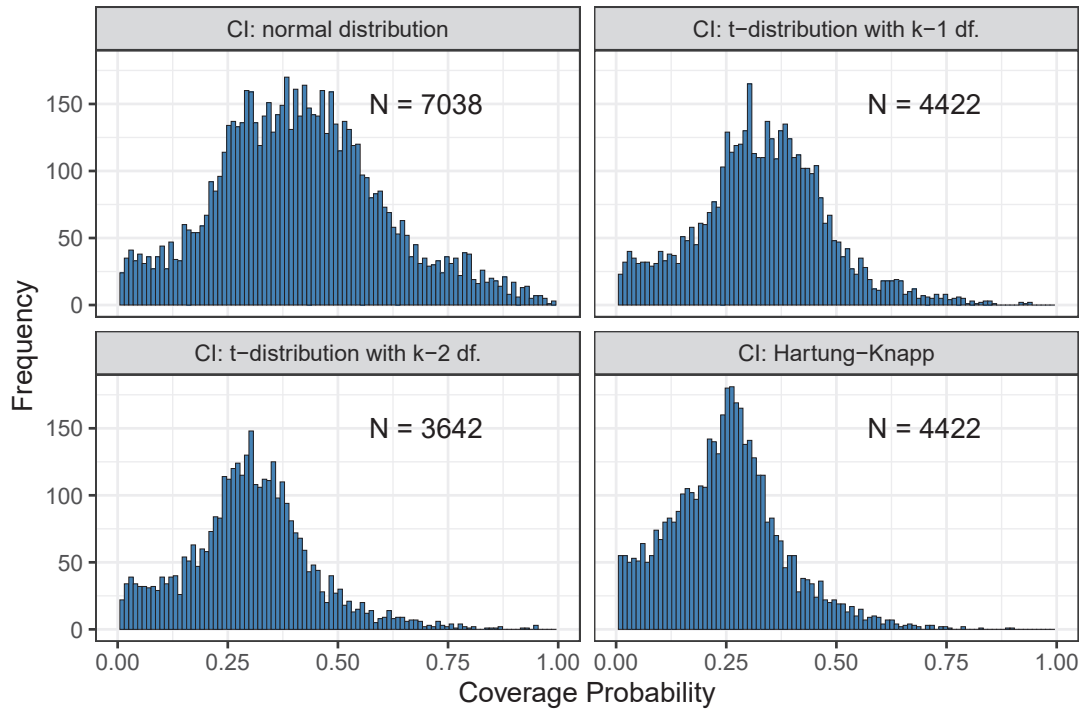 CI: normal distribution
CI: t−distribution with k−1 df.
N = 7038
N = 4422
150
100
50
0
CI: t−distribution with k−2 df.
CI: Hartung−Knapp
N = 3642
N = 4422
150
100
50
0
Frequency
0.00 0.25 0.50 0.75 1.00
0.00 0.25 0.50 0.75 1.00
Coverage Probability